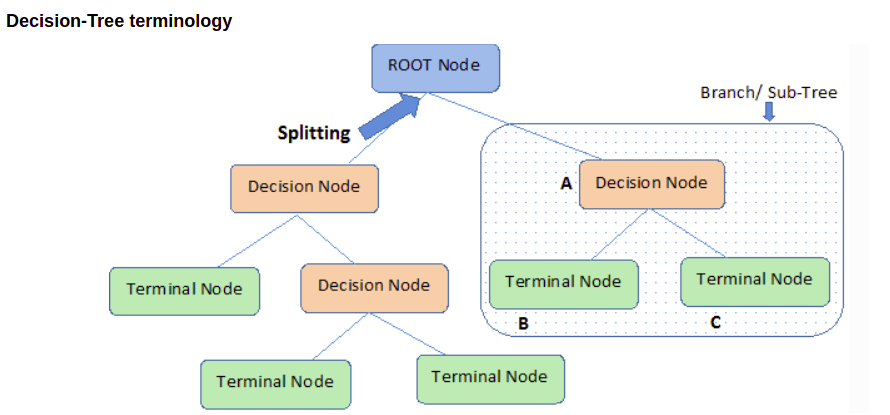 Decision-Tree terminology
ROOT Node
Branch/ Sub-Tree
Splitting
A
Decision Node
Decision Node
Terminal Node
Decision Node
Terminal Node
Terminal Node
B
C
Terminal Node
Terminal Node